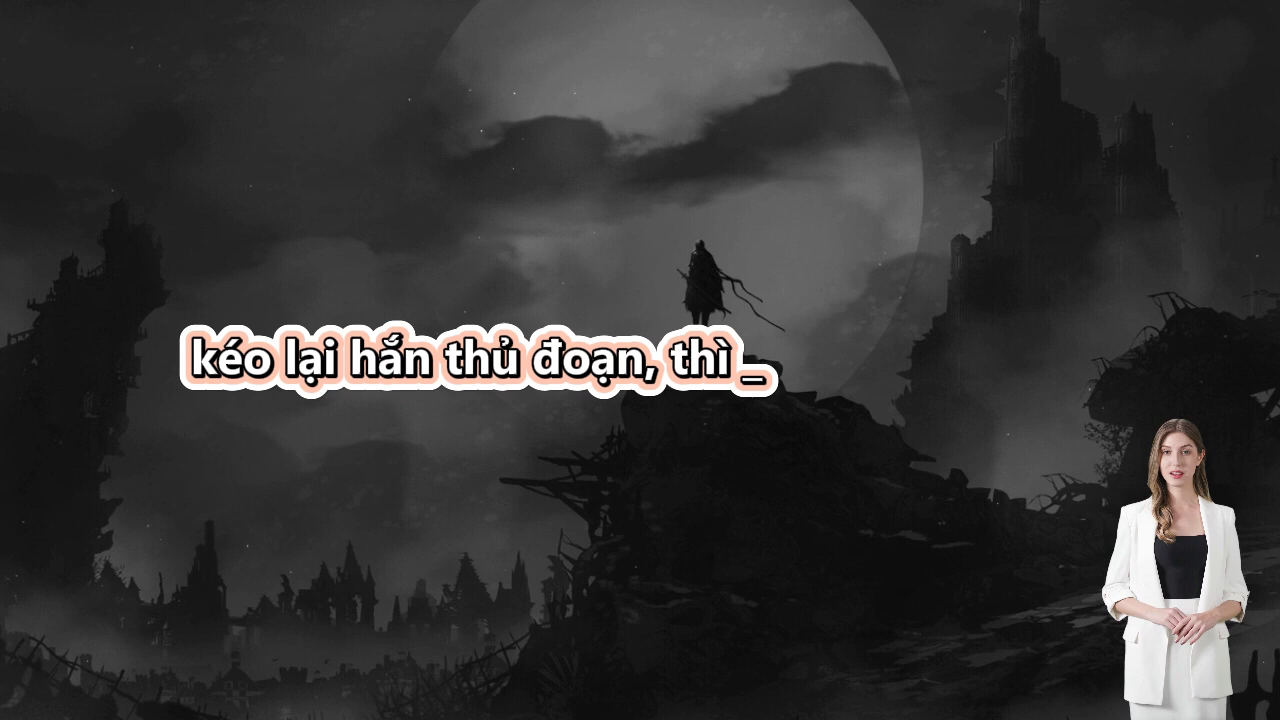 kéo lại hắn thủ đoạn, thì _